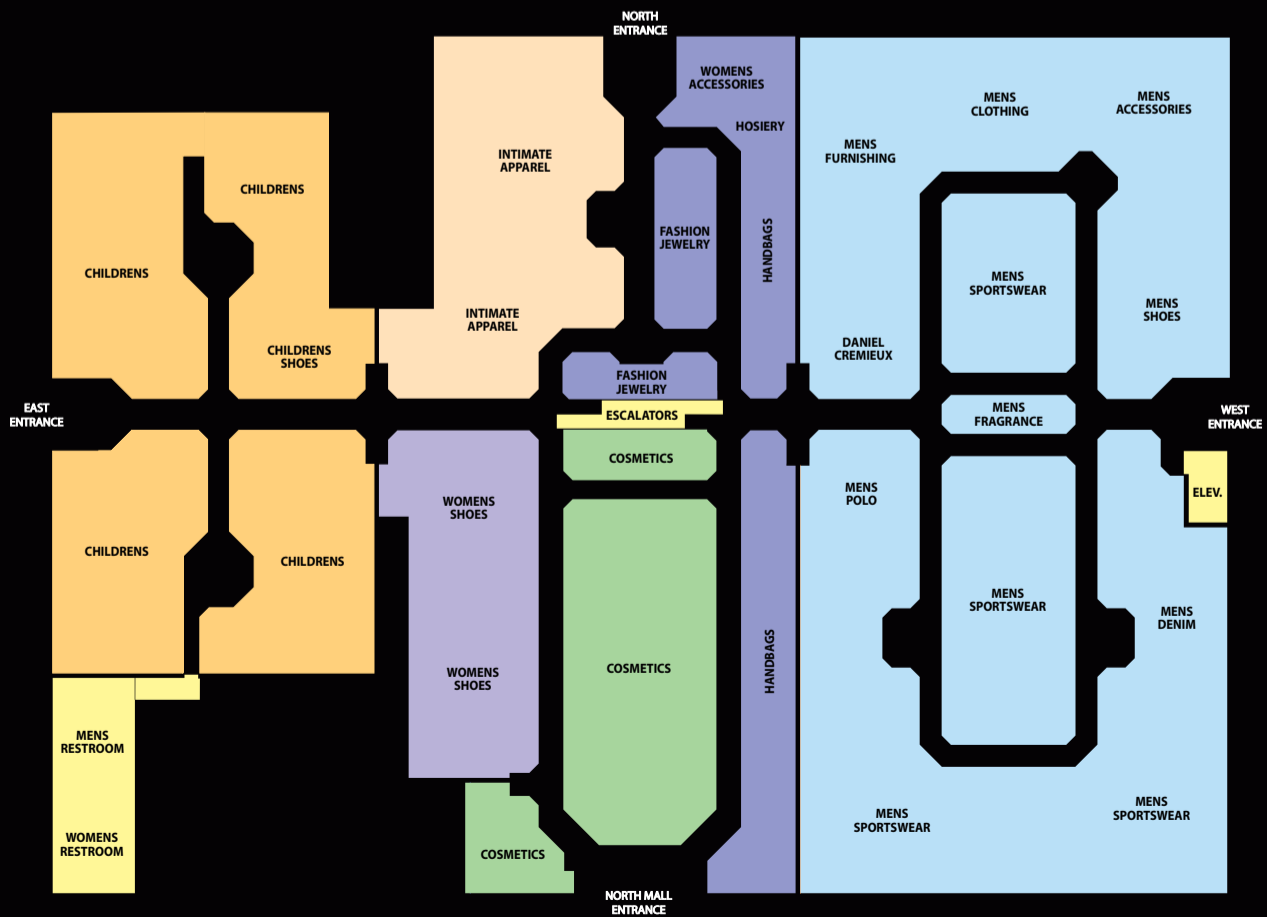 NORTH
ENTRANCE
WOMENS
ACCESSORIES
HOSIERY
MENS
CLOTHING
MENS
ACCESSORIES
MENS
FURNISHING
INTIMATE
APPAREL
CHILDRENS
FASHION
JEWELRY
HANDBAGS
CHILDRENS
MENS
SPORTSWEAR
MENS
SHOES
INTIMATE
APPAREL
CHILDRENS
SHOES
DANIEL
CREMIEUX
FASHION
JEWELRY
EAST
ENTRANCE
ESCALATORS
MENS
FRAGRANCE
WEST
ENTRANCE
COSMETICS
MENS
POLO
ELEV.
WOMENS
SHOES
CHILDRENS
CHILDRENS
MENS
SPORTSWEAR
MENS
DENIM
HANDBAGS
COSMETICS
WOMENS
SHOES
MENS
RESTROOM
MENS
SPORTSWEAR
MENS
SPORTSWEAR
WOMENS
RESTROOM
COSMETICS
NORTH MALL
ENTRANCE